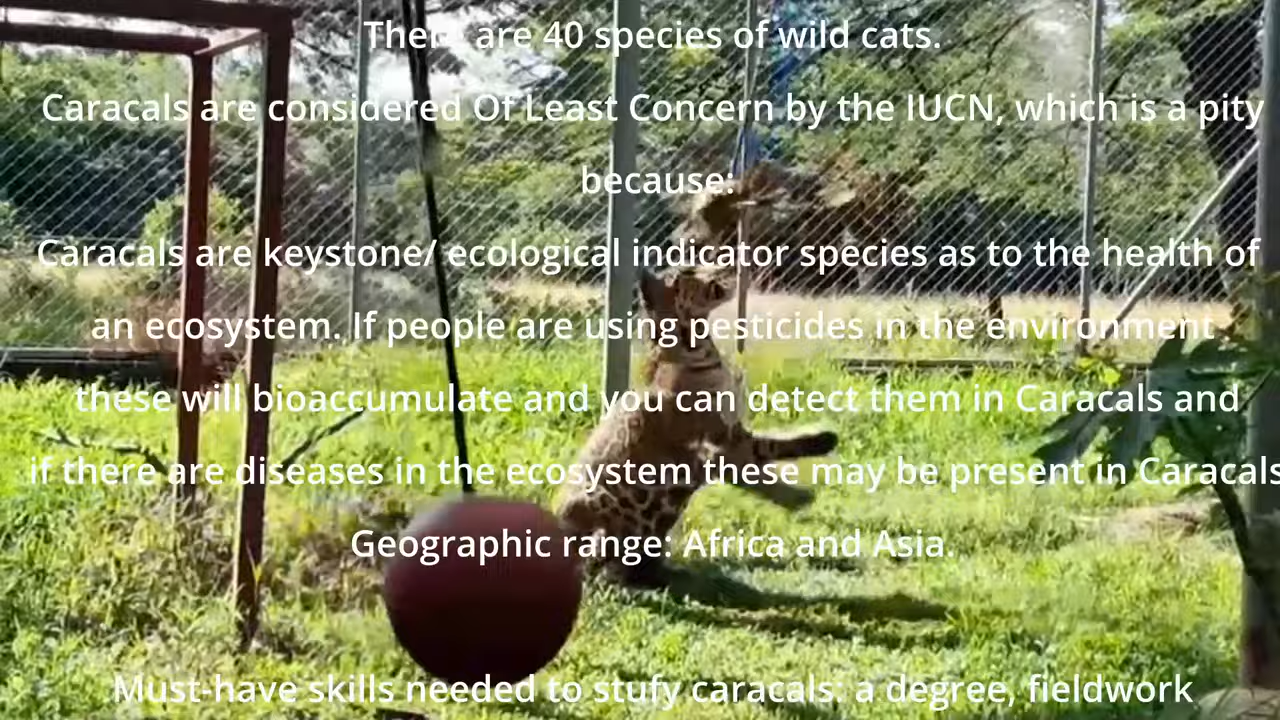 There are 40 species of wild cats.
Caracals are considered Of Least Concern by the IUCN, which is a pity
because:
Caracals are keystone/ ecological indicator species as to the health of
an ecosystem. If people are using pesticides in the environment
these will bioaccumulate and you can detect them in Caracals and
if there are diseases in the ecosystem these may be present in Caracals
Geographic range: Africa and Asia.
Must-have skills needed to stufy caracals: a degree, fieldwork